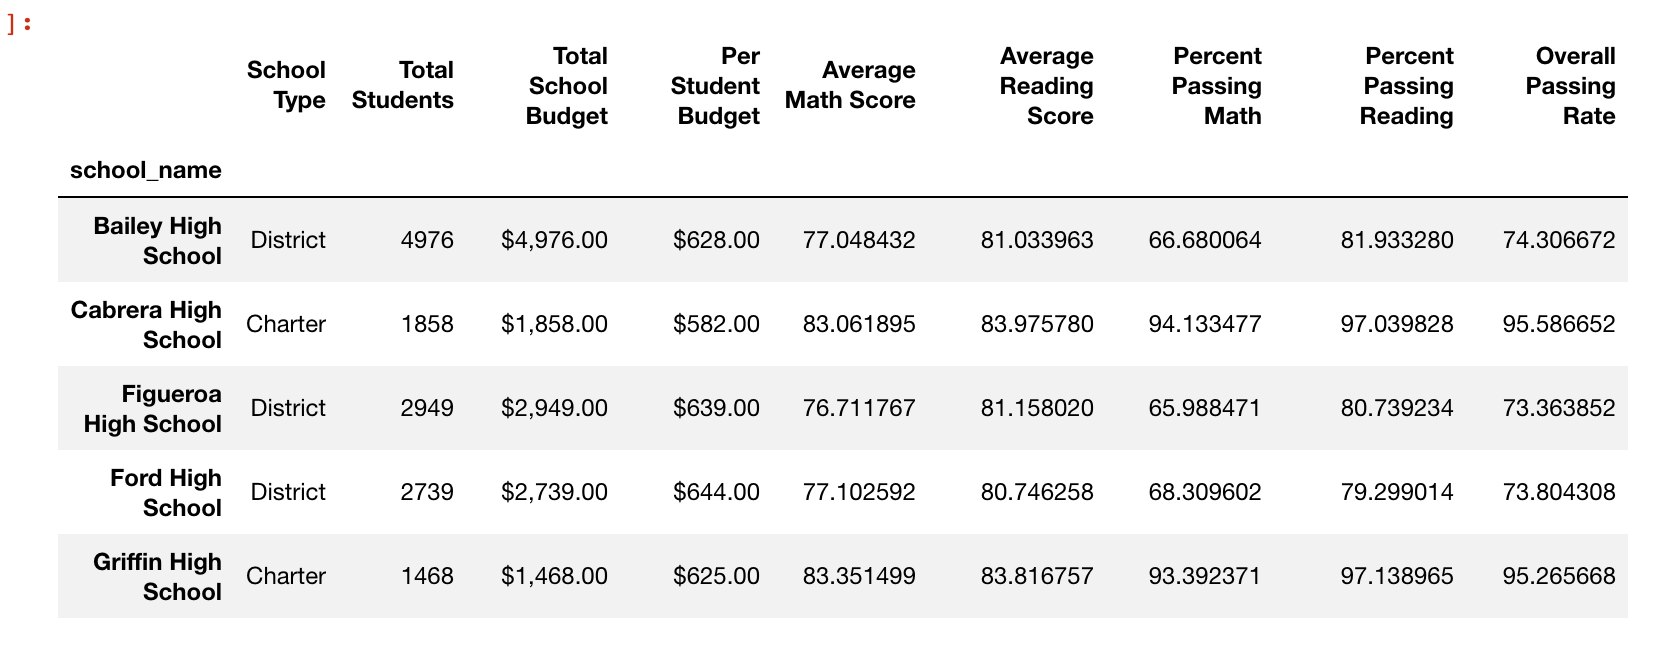 ]:
School Type Total Students Total School Budget Per Student Budget Average Math Score Average Reading Score Percent Passing Math Percent Passing Reading Overall Passing Rate
school_name
Bailey High School District 4976 $4,976.00 $628.00 77.048432 81.033963 66.680064 81.933280 74.306672
Cabrera High School Charter 1858 $1,858.00 $582.00 83.061895 83.975780 94.133477 97.039828 95.586652
Figueroa High School District 2949 $2,949.00 $639.00 76.711767 81.158020 65.988471 80.739234 73.363852
Ford High School District 2739 $2,739.00 $644.00 77.102592 80.746258 68.309602 79.299014 73.804308
Griffin High School Charter 1468 $1,468.00 $625.00 83.351499 83.816757 93.392371 97.138965 95.265668